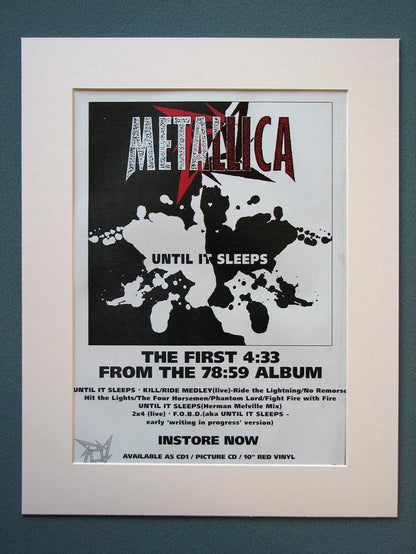 METALLICA
UNTIL IT SLEEPS
THE FIRST 4:33
FROM THE 78:59 ALBUM
UNTIL IT SLEEPS · KILL/RIDE MEDLEY(live)-Ride the Lightning/No Remorse
Hit the Lights/The Four Horsemen/Phantom Lord/Fight Fire with Fire
UNTIL IT SLEEPS(Herman Melville Mix)
2x4 (live) · F.O.B.D.(aka UNTIL IT SLEEPS –
early 'writing in progress' version)
INSTORE NOW
AVAILABLE AS CD1 / PICTURE CD / 10" RED VINYL